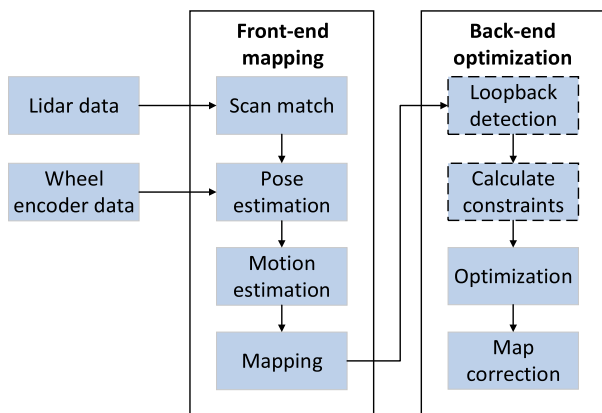 Front-end
mapping
Back-end
optimization
Lidar data
Scan match
Loopback
detection
Wheel
encoder data
Pose
estimation
Calculate
constraints
Motion
estimation
Optimization
Mapping
Map
correction